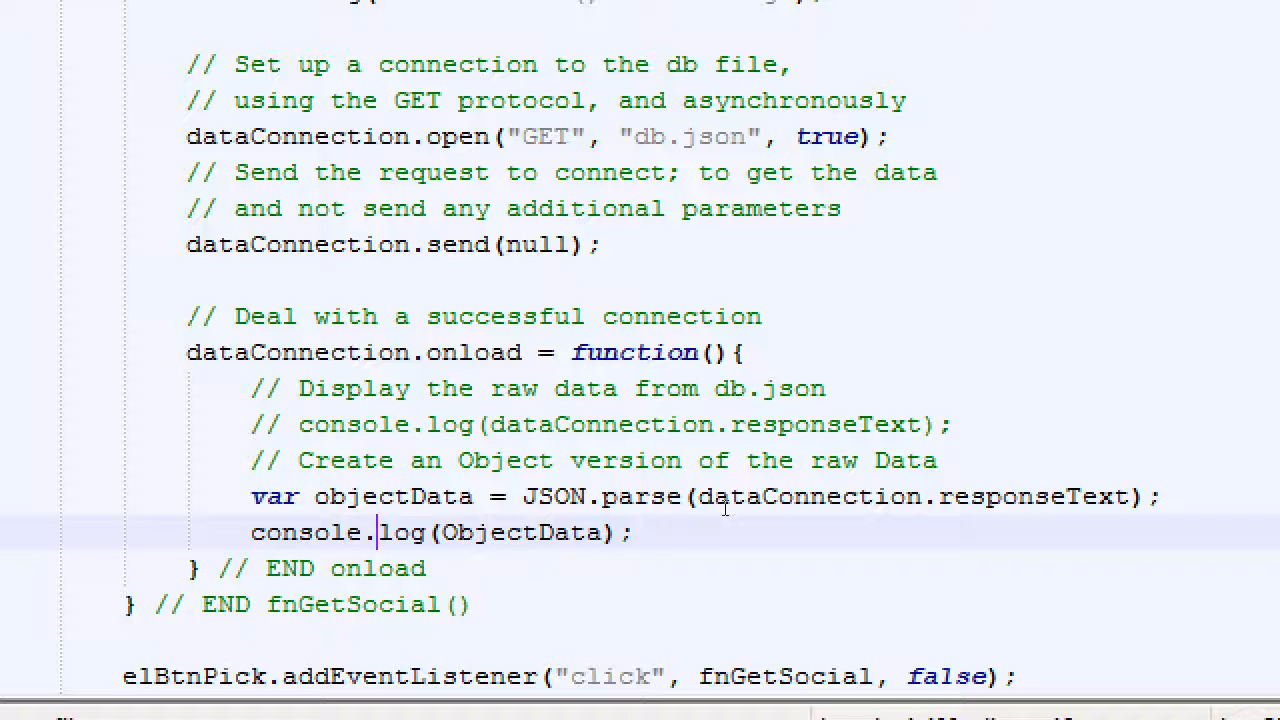 // Set up a connection to the db file,
// using the GET protocol, and asynchronously
dataConnection.open("GET", "db.json", true);
// Send the request to connect; to get the data
// and not send any additional parameters
dataConnection.send(null);
// Deal with a successful connection
dataConnection.onload = function(){
// Display the raw data from db.json
// console.log(dataConnection.responseText);
// Create an Object version of the raw Data
var objectData = JSON.parse(dataConnection.responseText);
console.log(ObjectData);
} // END onload
} // END fnGetSocial()
elBtnPick.addEventListener("click", fnGetSocial, false);